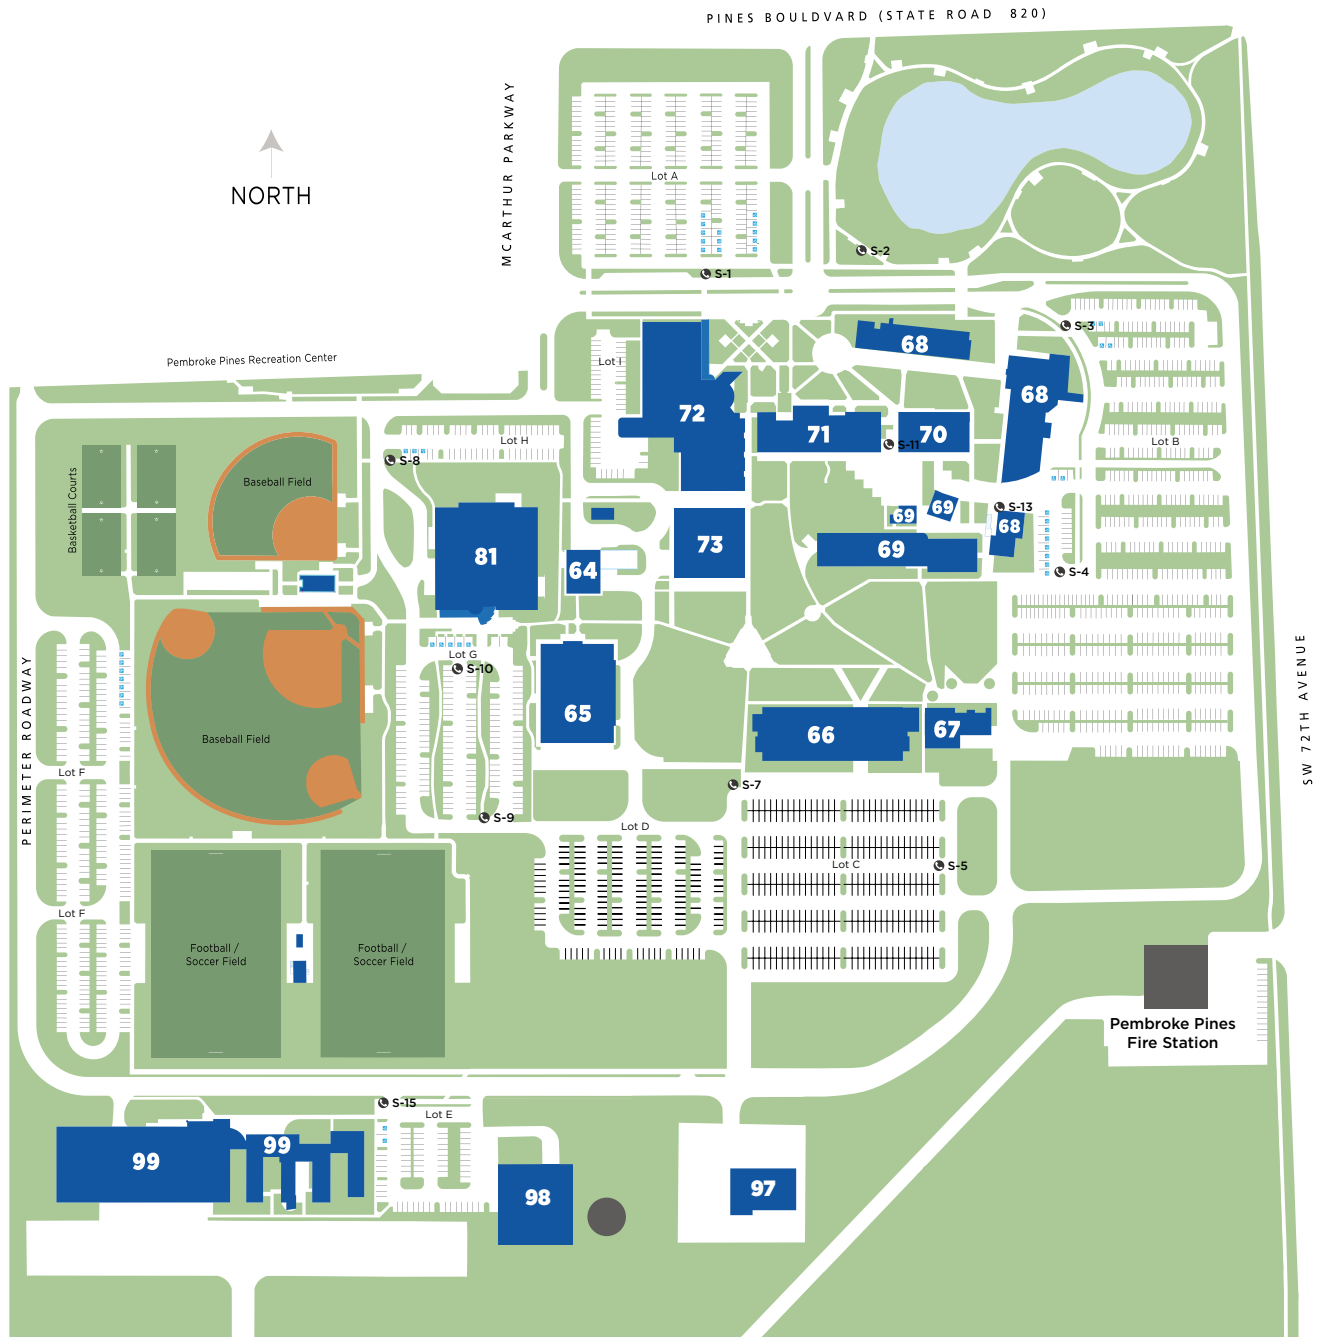 PINES BOULDVARD (STATE ROAD 820)
MCARTHUR PARKWAY
NORTH
Lot A
S-1
S-2
S-3
68
Pembroke Pines Recreation Center
Lot I
68
72
71
70
S-11
Lot H
Lot B
S-8
Basketball Courts
Baseball Field
69
69
S-13
68
73
69
81
64
S-4
Lot G
S-10
65
66
67
SW 72TH AVENUE
PERIMETER ROADWAY
Baseball Field
Lot F
S-7
S-9
Lot D
Lot C
S-5
Lot F
Football /
Soccer Field
Football /
Soccer Field
Pembroke Pines
Fire Station
S-15
Lot E
99
99
98
97